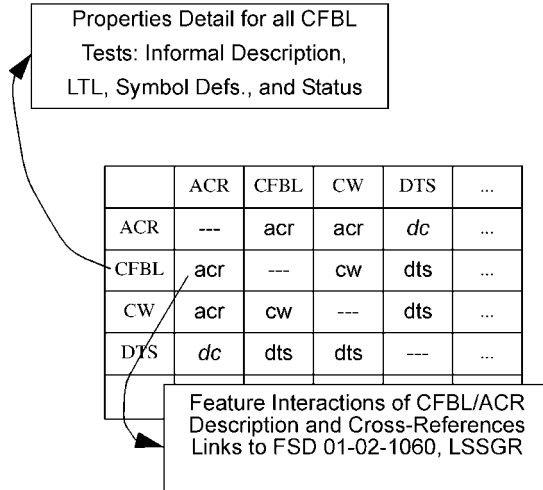 Properties Detail for all CFBL
Tests: Informal Description,
LTL, Symbol Defs., and Status
ACR CFBL CW DTS ...
ACR --- acr acr dc ...
CFBL acr --- cw dts ...
CW acr cw --- dts ...
DTS dc dts dts --- ...
Feature Interactions of CFBL/ACR
Description and Cross-References
Links to FSD 01-02-1060, LSSGR